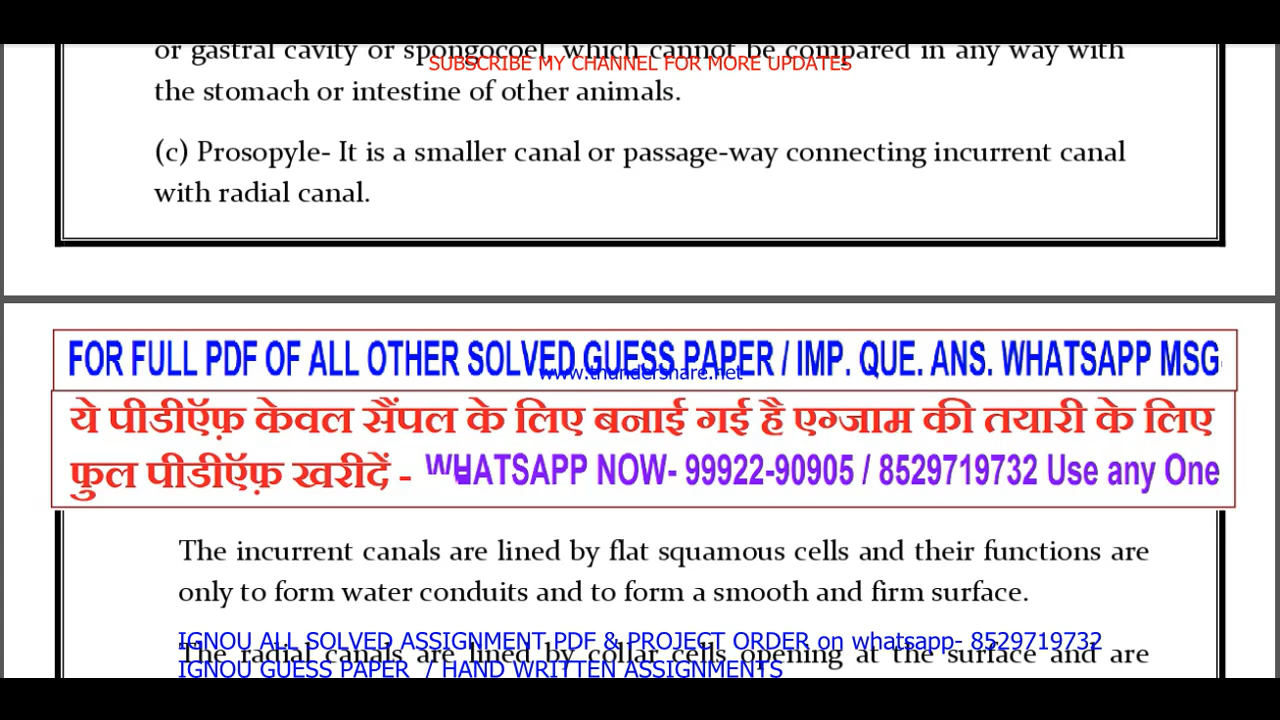 or gastral cavity or spongocoel, which cannot be compared in any way with
SUBSCRIBE MY CHANNEL FOR MORE UPDATES
the stomach or intestine of other animals.
(c) Prosopyle- It is a smaller canal or passage-way connecting incurrent canal
with radial canal.
FOR FULL PDF OF ALL OTHER SOLVED GUESS PAPER / IMP. QUE. ANS. WHATSAPP MSG
www.thundershare.net
ये पीडीऍफ़ केवल सैंपल के लिए बनाई गई है एग्जाम की तयारी के लिए
फुल पीडीऍफ़ खरीदें - WHATSAPP NOW- 99922-90905 / 8529719732 Use any One
The incurrent canals are lined by flat squamous cells and their functions are
only to form water conduits and to form a smooth and firm surface.
IGNOU ALL SOLVED ASSIGNMENT PDF & PROJECT ORDER on whatsapp- 8529719732
The radial canals are lined by collar cells opening at the surface and are
IGNOU GUESS PAPER / HAND WRITTEN ASSIGNMENTS